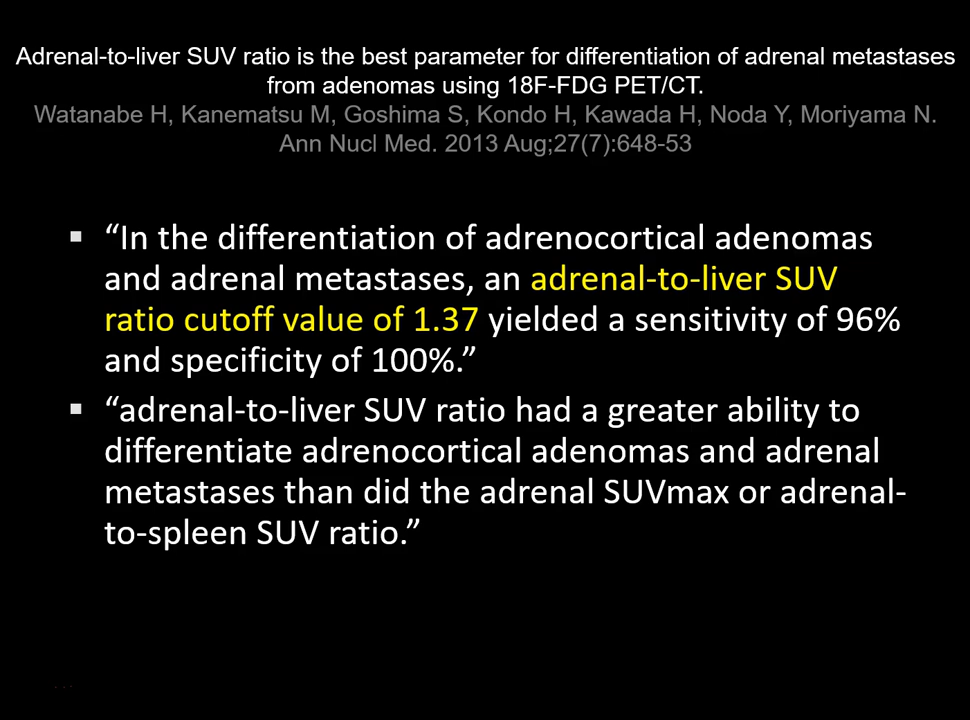 Adrenal-to-liver SUV ratio is the best parameter for differentiation of adrenal metastases
from adenomas using 18F-FDG PET/CT.
Watanabe H, Kanematsu M, Goshima S, Kondo H, Kawada H, Noda Y, Moriyama N.
Ann Nucl Med. 2013 Aug;27(7):648-53
▪ “In the differentiation of adrenocortical adenomas
and adrenal metastases, an adrenal-to-liver SUV
ratio cutoff value of 1.37 yielded a sensitivity of 96%
and specificity of 100%.”
▪ “adrenal-to-liver SUV ratio had a greater ability to
differentiate adrenocortical adenomas and adrenal
metastases than did the adrenal SUVmax or adrenal-
to-spleen SUV ratio.”